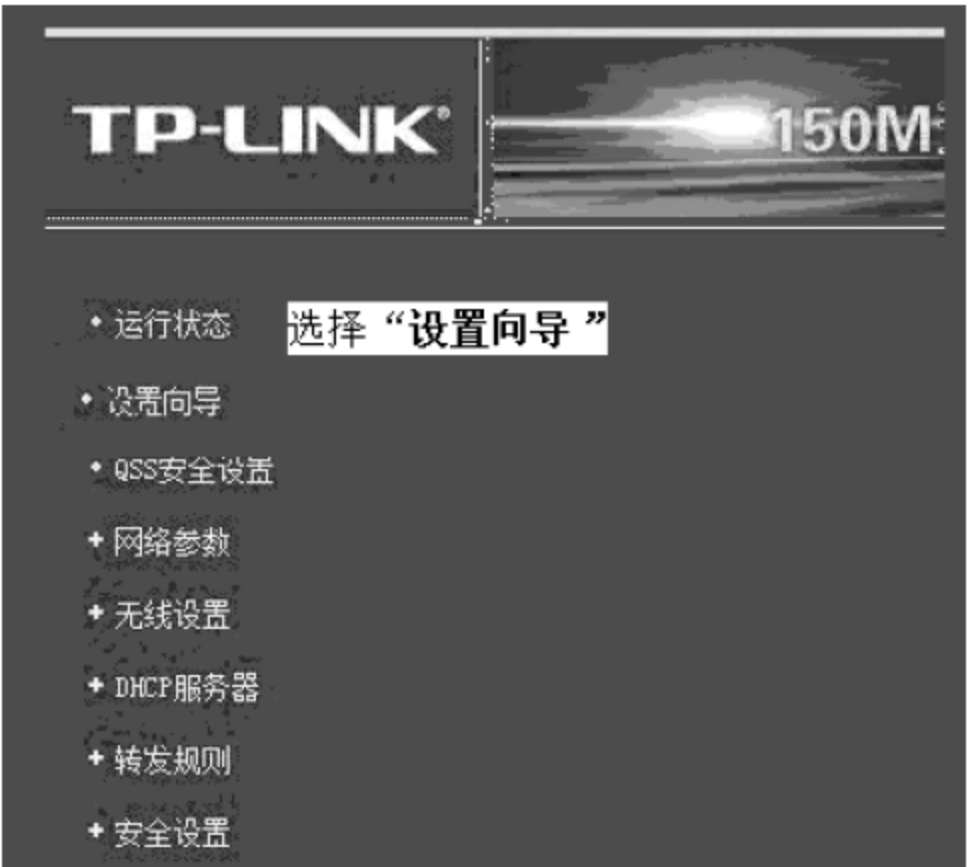 TP-LINK®
150M
• 运行状态
选择“设置向导”
• 设置向导
• QSS安全设置
+ 网络参数
+ 无线设置
+ DHCP服务器
+ 转发规则
+ 安全设置